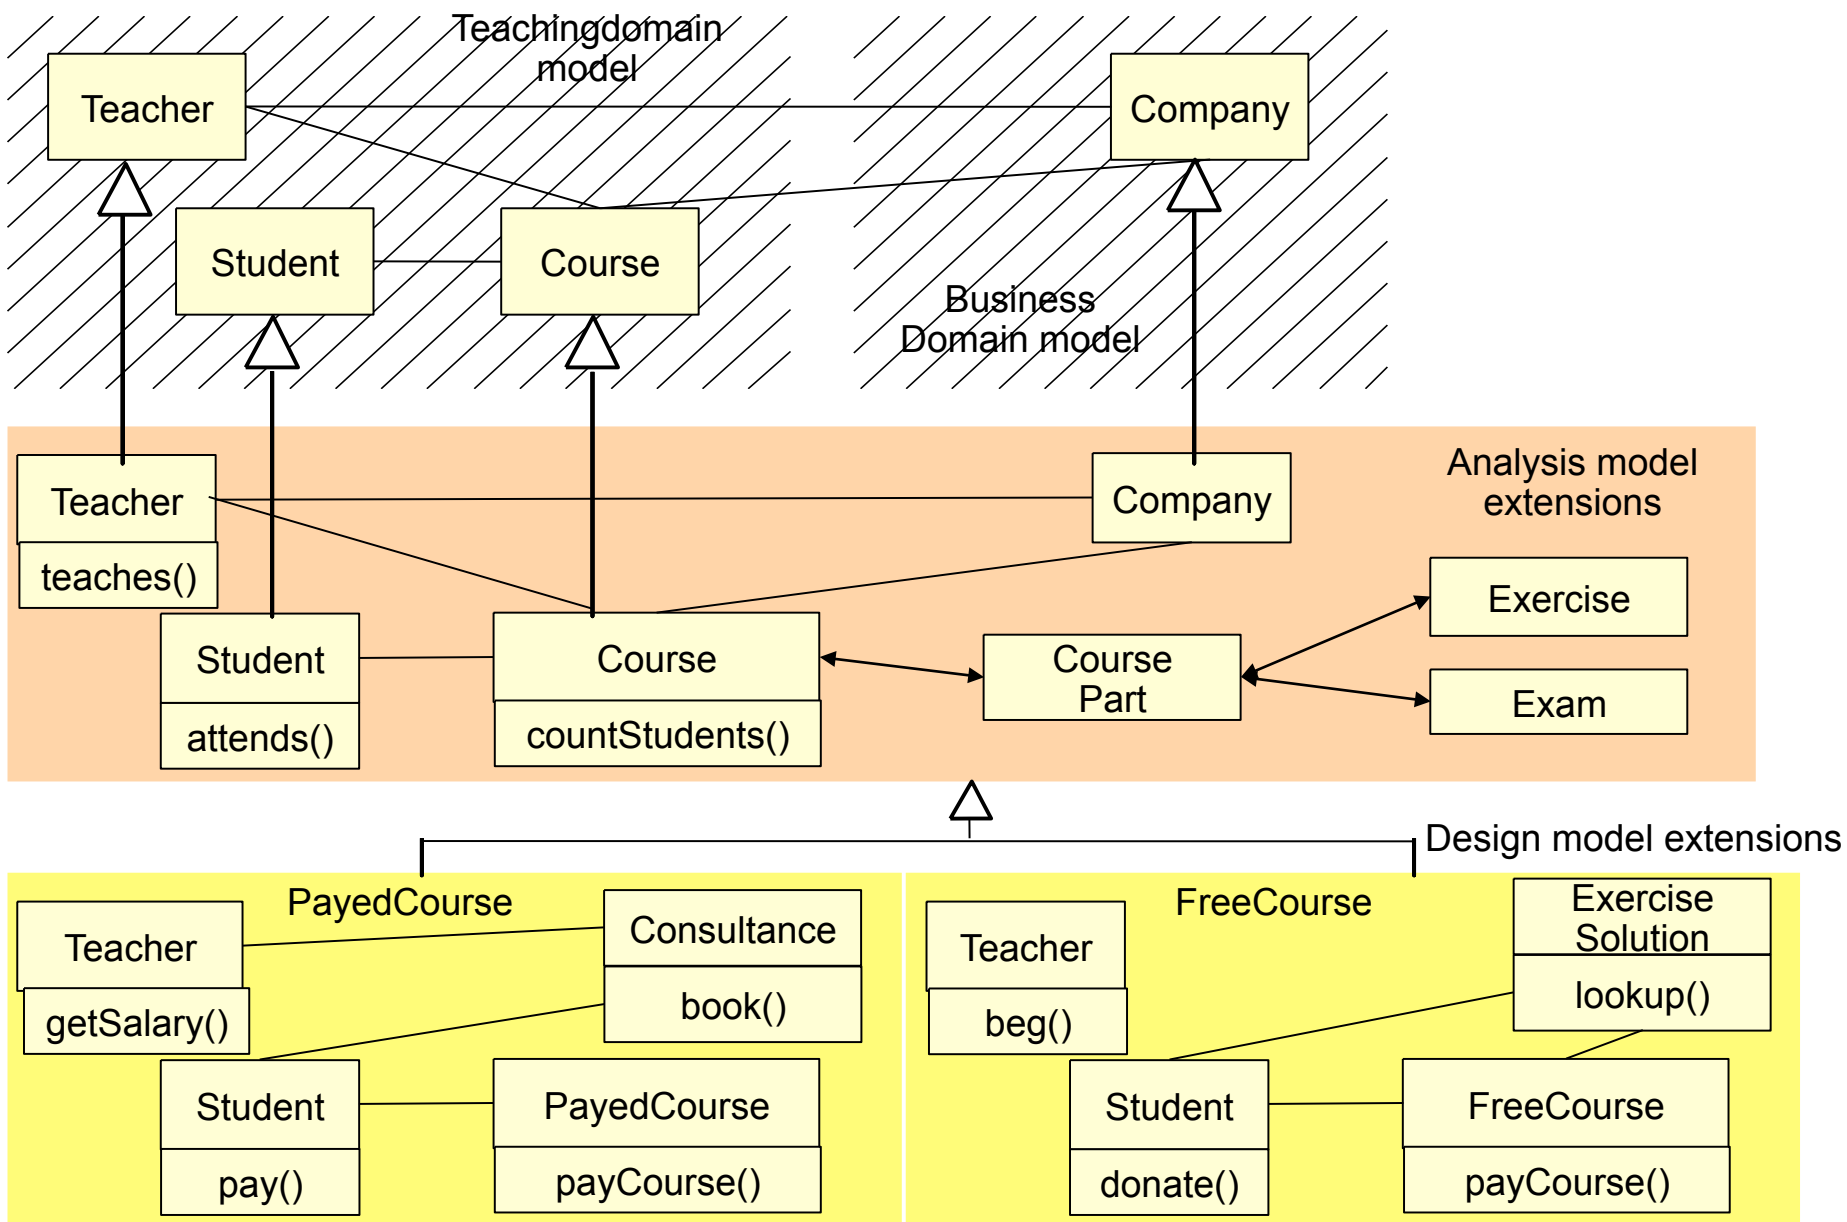 Teachingdomain
model
Teacher
Company
Student
Course
Business
Domain model
Analysis model
extensions
Teacher
teaches()
Company
Exercise
Student
attends()
Course
countStudents()
Course
Part
Exam
Design model extensions
PayedCourse
Teacher
getSalary()
Consultance
book()
Student
pay()
PayedCourse
payCourse()
FreeCourse
Teacher
beg()
Exercise
Solution
lookup()
Student
donate()
FreeCourse
payCourse()